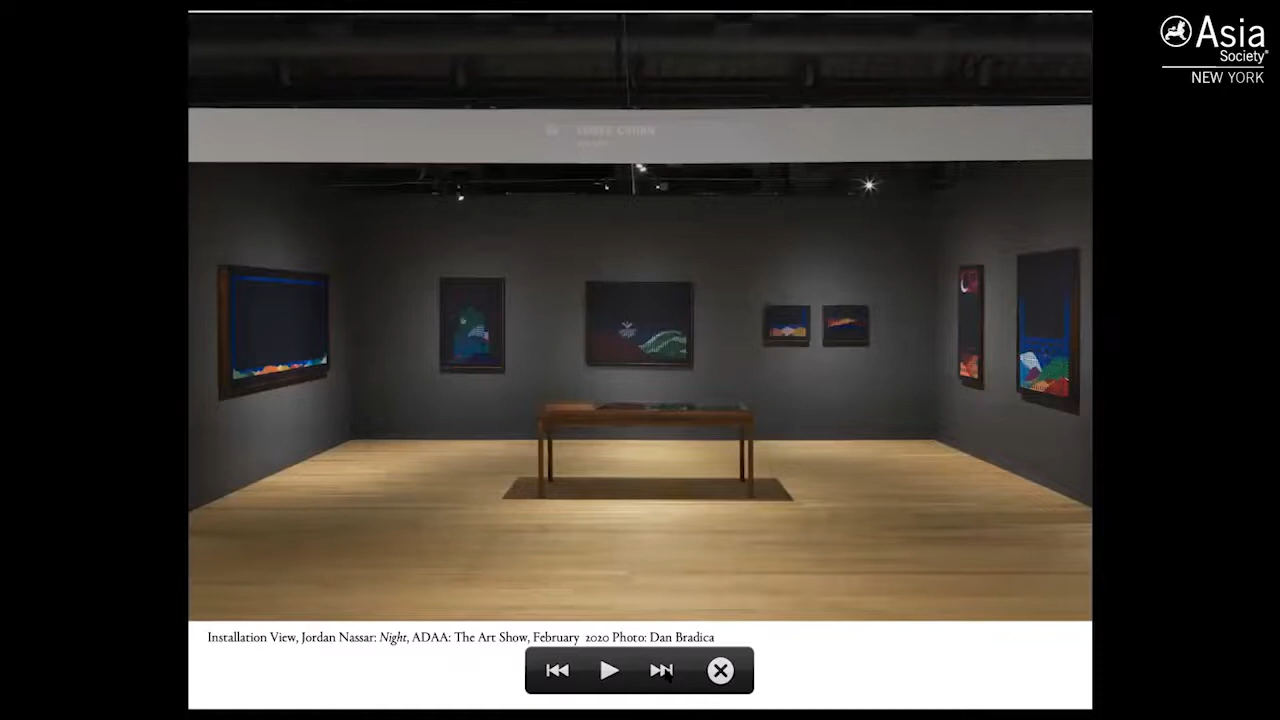 Asia
Society
NEW YORK
Installation View, Jordan Nassar: Night, ADAA: The Art Show, February 2020 Photo: Dan Bradica